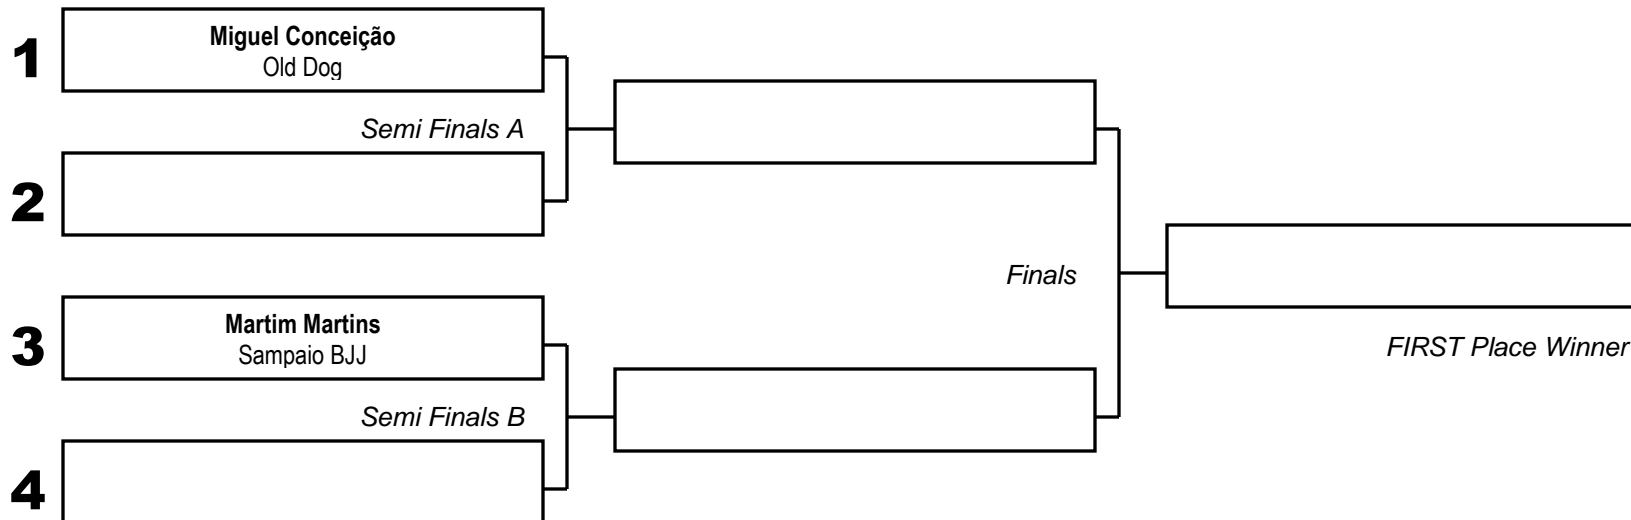 1
Miguel Conceição
Old Dog
Semi Finals A
2
Finals
3
Martim Martins
Sampaio BJJ
FIRST Place Winner
Semi Finals B
4